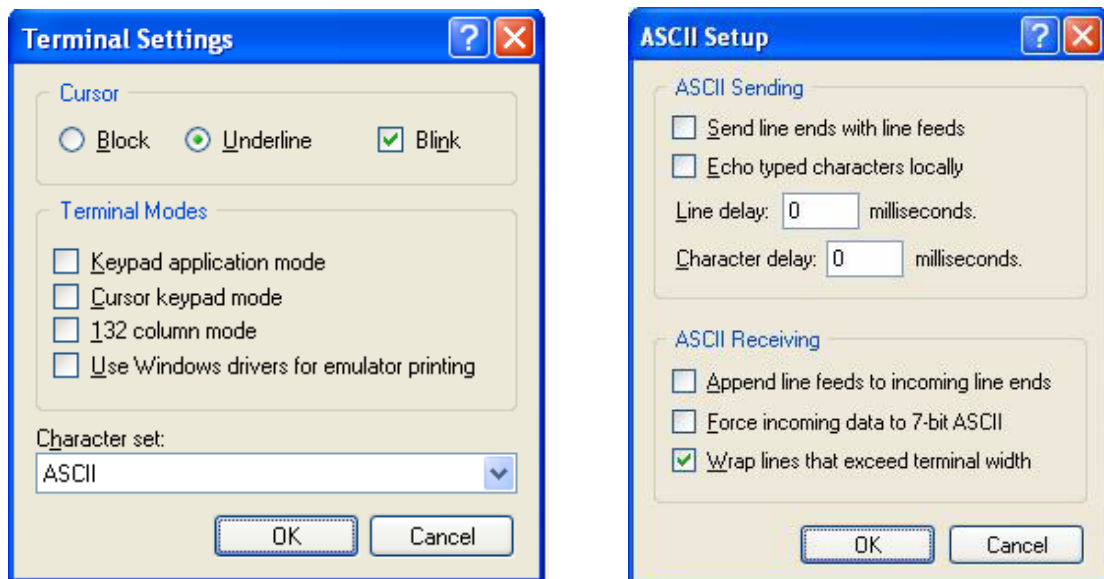 Terminal Settings
Cursor
Block Underline Blink
Terminal Modes
Keypad application mode
Cursor keypad mode
132 column mode
Use Windows drivers for emulator printing
Character set:
ASCII
OK Cancel
ASCII Setup
ASCII Sending
Send line ends with line feeds
Echo typed characters locally
Line delay: 0 milliseconds.
Character delay: 0 milliseconds.
ASCII Receiving
Append line feeds to incoming line ends
Force incoming data to 7-bit ASCII
Wrap lines that exceed terminal width
OK Cancel